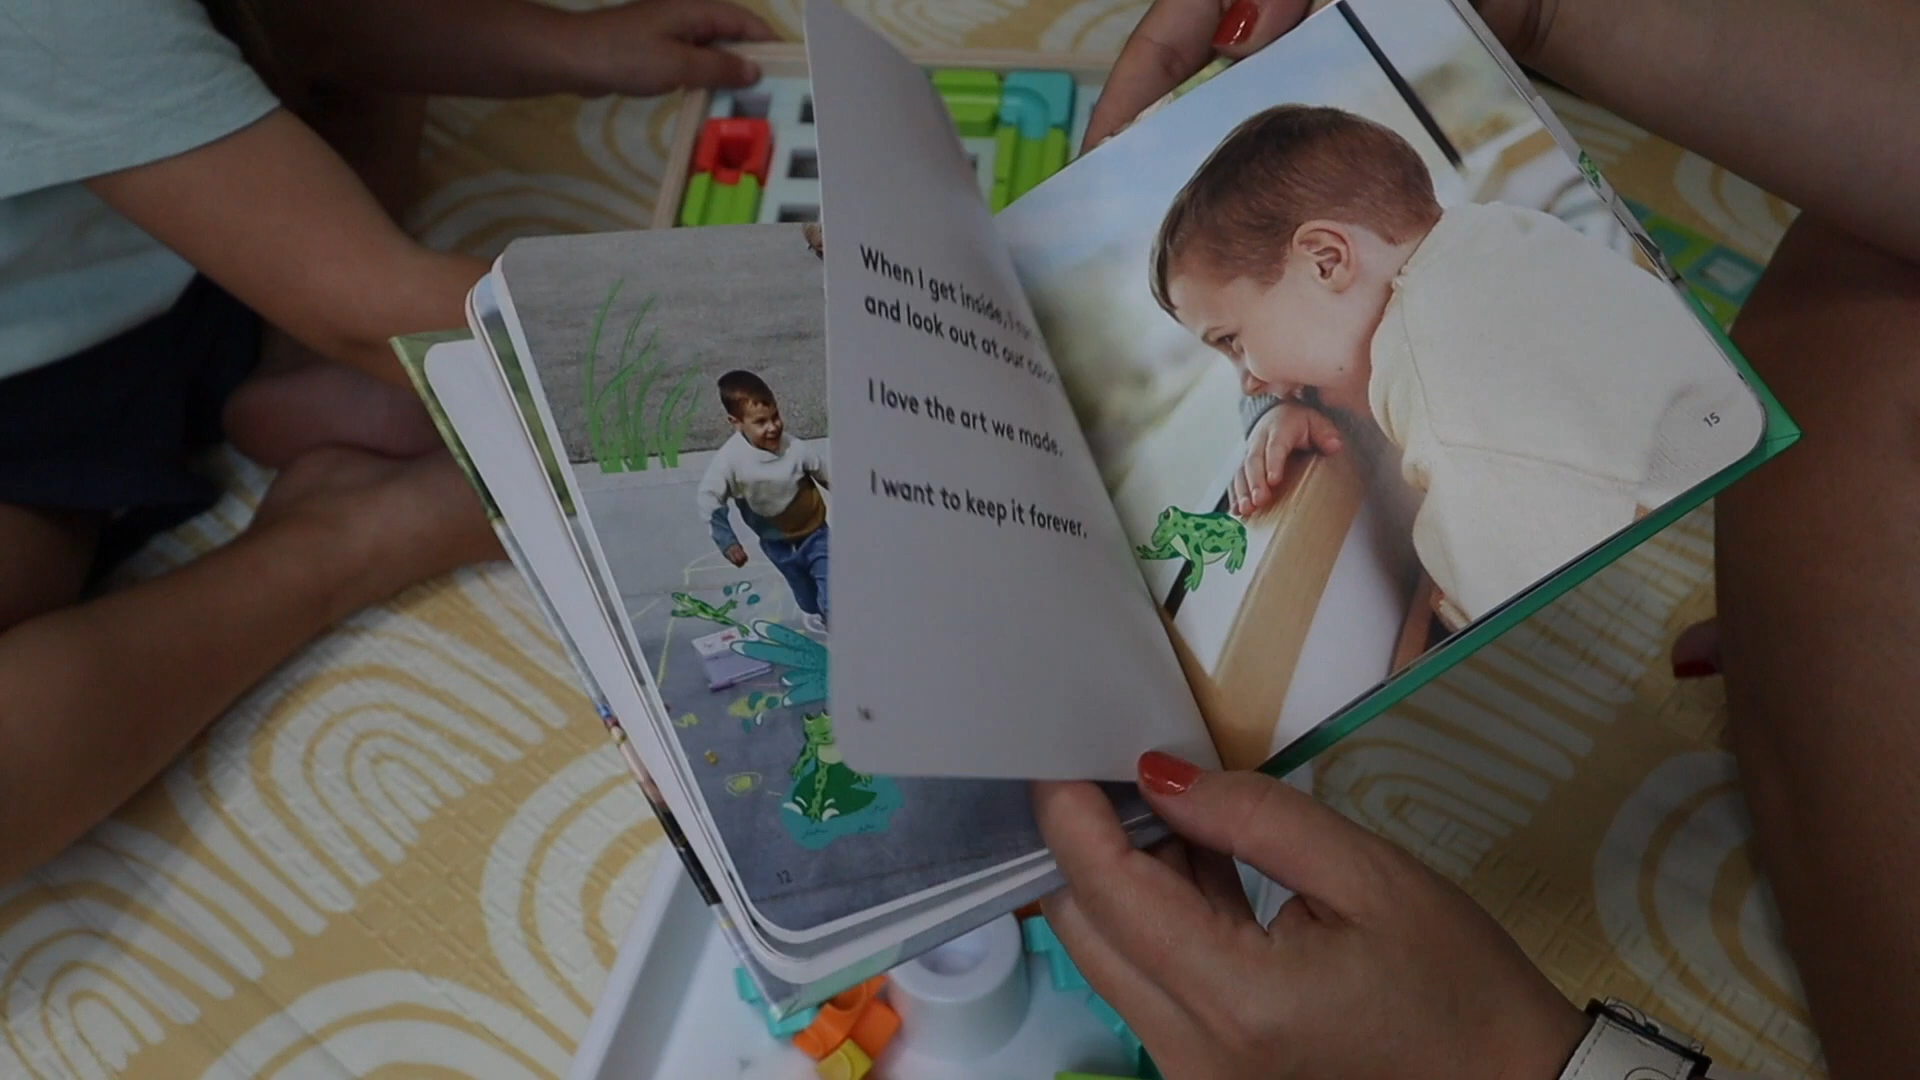 When I get inside, I
and look out at our
I love the art we made.
I want to keep it forever.
15
12